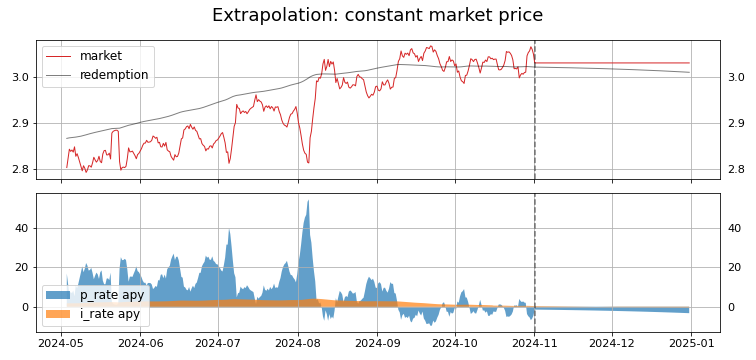 Extrapolation: constant market price
market
redemption
3.0 3.0
2.9 2.9
2.8 2.8
40 40
20 20
0 0
p_rate apy
i_rate apy
2024-05 2024-06 2024-07 2024-08 2024-09 2024-10 2024-11 2024-12 2025-01